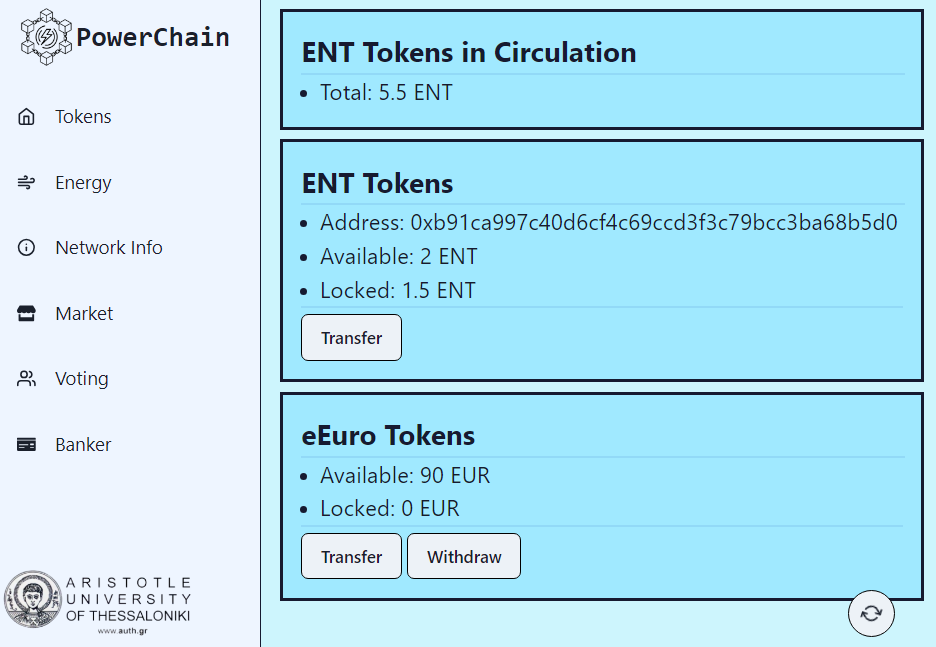 PowerChain
Tokens
Energy
Network Info
Market
Voting
Banker
ARISTOTLE
UNIVERSITY
OF THESSALONIKI
www.auth.gr
ENT Tokens in Circulation
Total: 5.5 ENT
ENT Tokens
Address: 0xb91ca997c40d6cf4c69ccd3f3c79bcc3ba68b5d0
Available: 2 ENT
Locked: 1.5 ENT
Transfer
eEuro Tokens
Available: 90 EUR
Locked: 0 EUR
Transfer
Withdraw